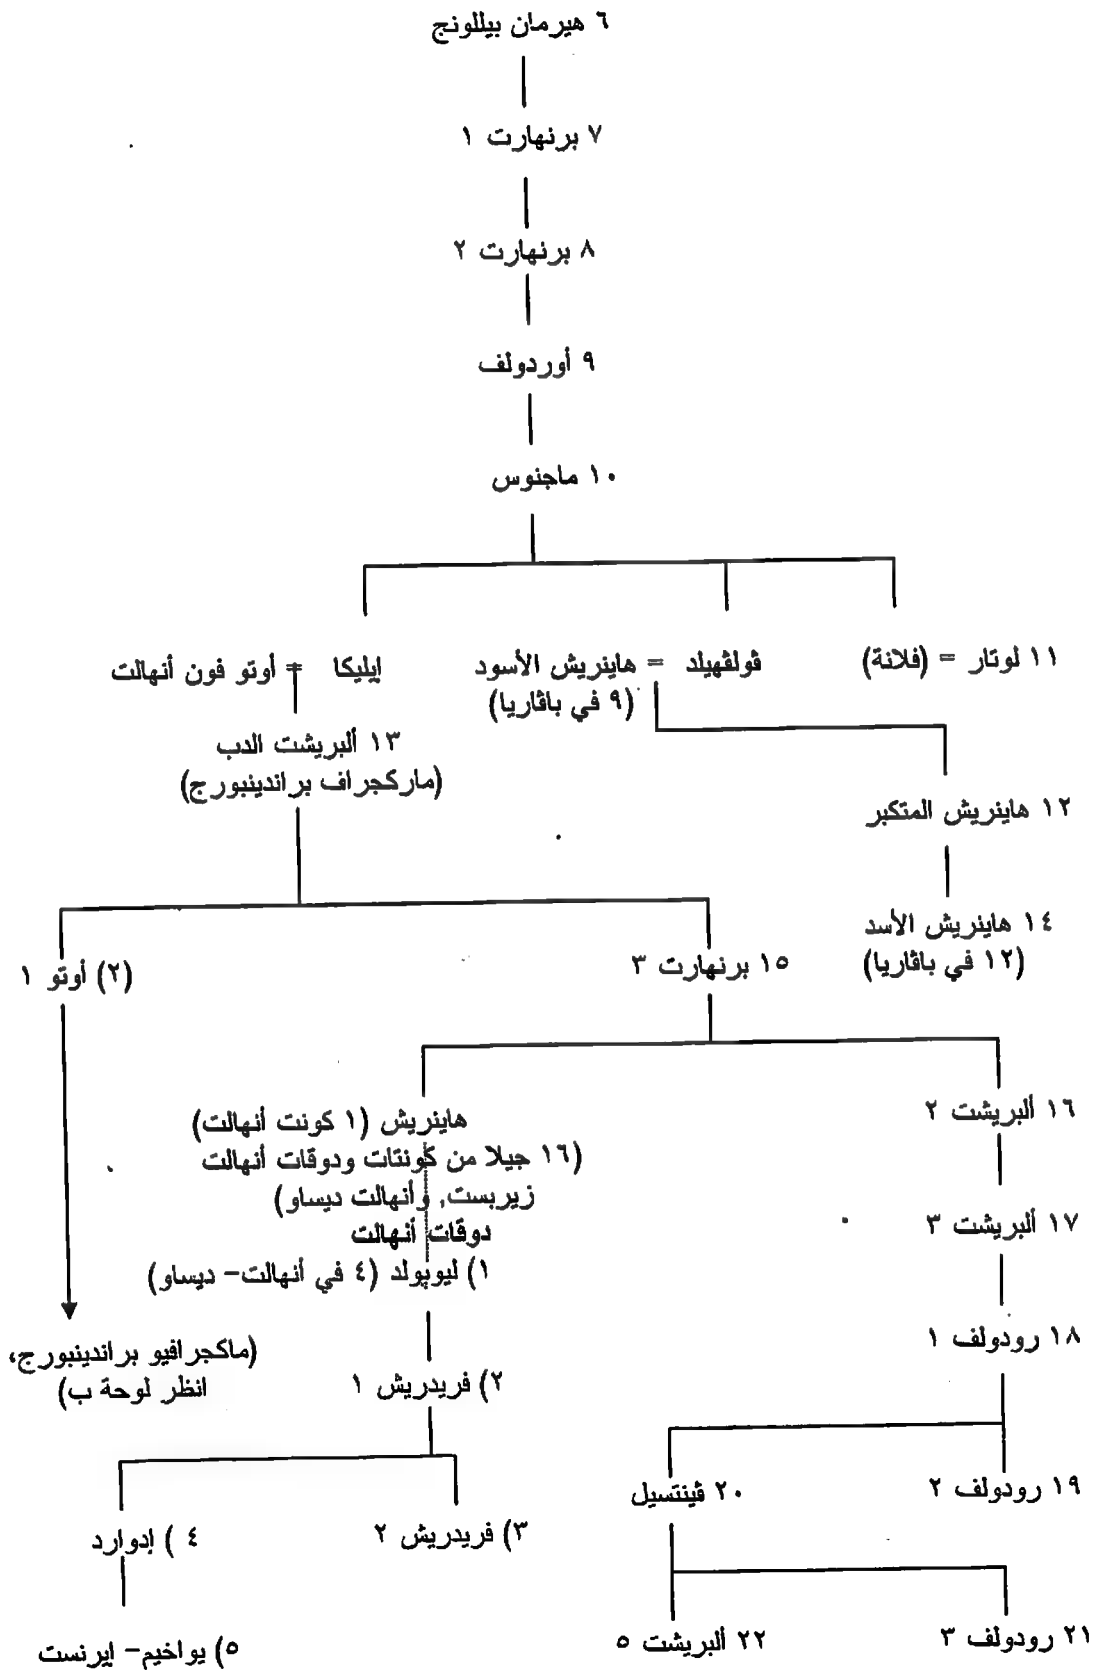 ٦ هيرمان بيللونج
٧ برنهارت ١
٨ برنهارت ٢
٩ أوردولف
١٠ ماجنوس
١١ لوتار = (فلانة)
ڤولڤهيلد = هاينريش الأسود
(٩ في باڤاريا)
إيليكا = أوتو فون أنهالت
١٣ ألبريشت الدب
(ماركجراف براندينبورج)
١٢ هاينريش المتكبر
١٤ هاينريش الأسد
(١٢ في باڤاريا)
١٥ برنهارت ٣
(٢) أوتو ١
١٦ ألبريشت ٢
هاينريش (١ كونت أنهالت)
(١٦ جيلا من كونتات ودوقات أنهالت
زيربست, وأنهالت ديساو)
دوقات أنهالت
١) ليوپولد (٤ في أنهالت- ديساو)
١٧ ألبريشت ٣
١٨ رودولف ١
(ماكجرافيو براندينبورج،
انظر لوحة ب)
٢) فريدريش ١
١٩ رودولف ٢
٢٠ ڤينتسيل
٣) فريدريش ٢
٤ ) إدوارد
٢١ رودولف ٣
٢٢ ألبريشت ٥
٥) يواخيم- إيرنست